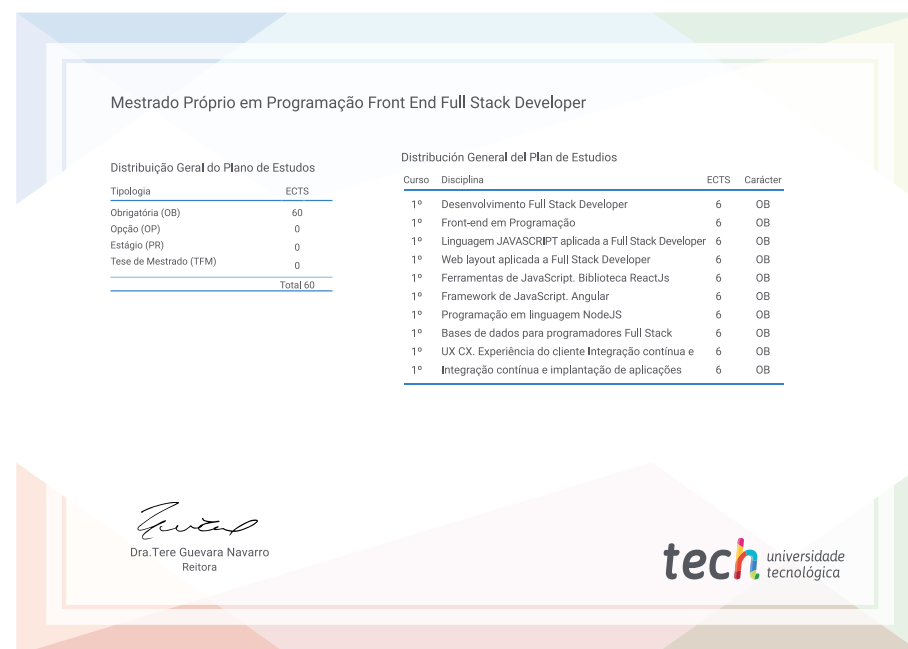 Mestrado Próprio em Programação Front End Full Stack Developer
Distribuição Geral do Plano de Estudos
Tipologia ECTS
Obrigatória (OB) 60
Opção (OP) 0
Estágio (PR) 0
Tese de Mestrado (TFM) 0
Total 60
Distribución General del Plan de Estudios
Curso Disciplina ECTS Carácter
1º Desenvolvimento Full Stack Developer 6 OB
1º Front-end em Programação 6 OB
1º Linguagem JAVASCRIPT aplicada a Full Stack Developer 6 OB
1º Web layout aplicada a Full Stack Developer 6 OB
1º Ferramentas de JavaScript. Biblioteca ReactJs 6 OB
1º Framework de JavaScript. Angular 6 OB
1º Programação em linguagem NodeJS 6 OB
1º Bases de dados para programadores Full Stack 6 OB
1º UX CX. Experiência do cliente Integração contínua e 6 OB
1º Integração contínua e implantação de aplicações 6 OB
Dra.Tere Guevara Navarro
Reitora
tech universidade
tecnológica